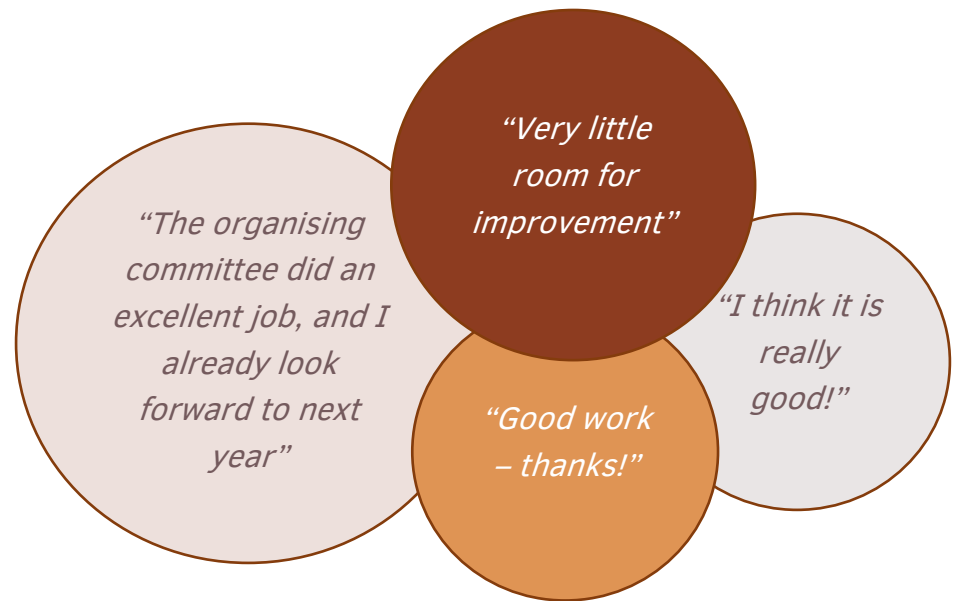 “The organising
committee did an
excellent job, and I
already look
forward to next
year”
“Very little
room for
improvement”
“Good work
– thanks!”
“I think it is
really
good!”